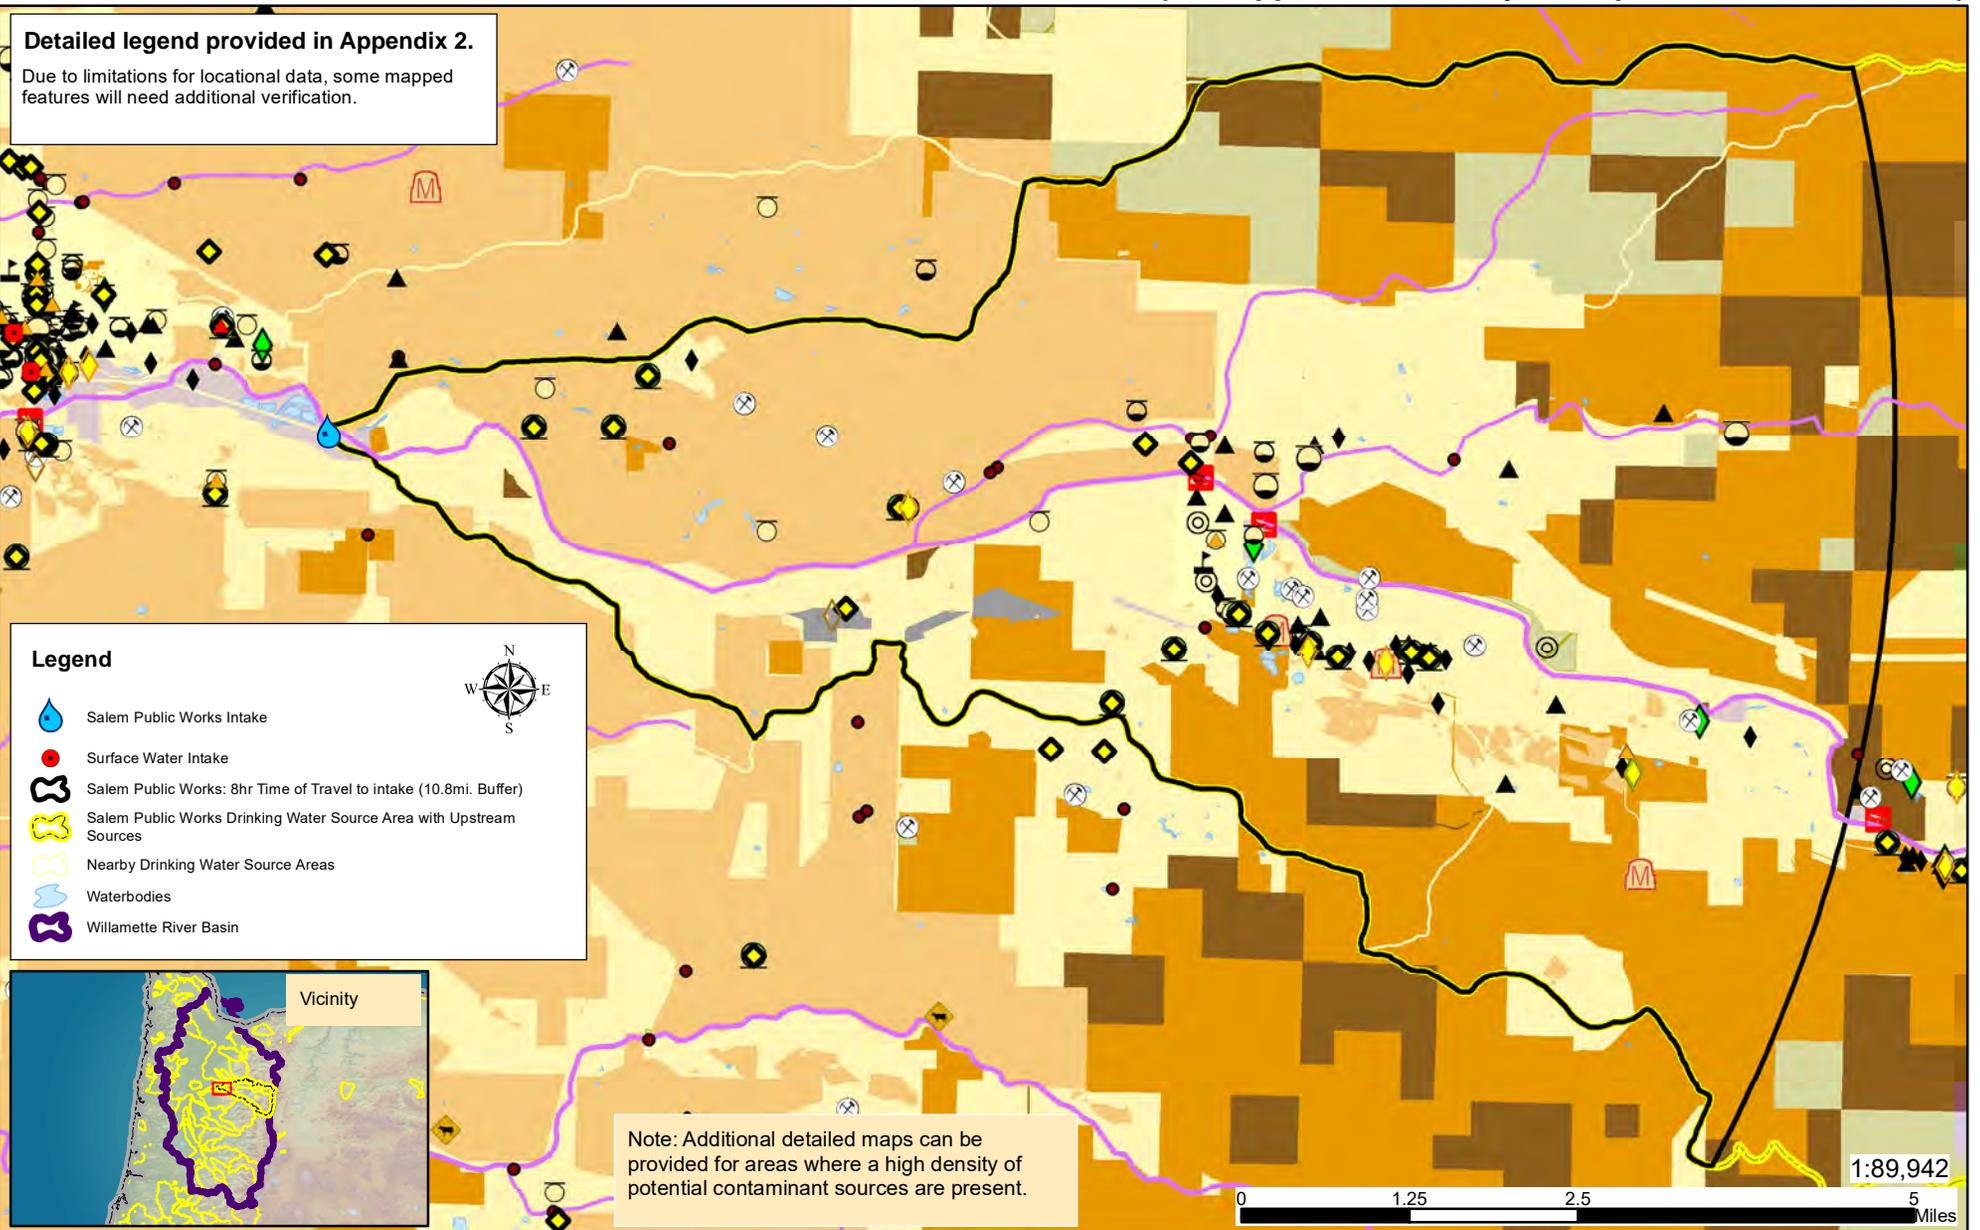 Detailed legend provided in Appendix 2.
Due to limitations for locational data, some mapped
features will need additional verification.
M
M
M
M
Legend
N
W
E
S
Salem Public Works Intake
Surface Water Intake
Salem Public Works: 8hr Time of Travel to intake (10.8mi. Buffer)
Salem Public Works Drinking Water Source Area with Upstream
Sources
Nearby Drinking Water Source Areas
Waterbodies
Willamette River Basin
Vicinity
Note: Additional detailed maps can be
provided for areas where a high density of
potential contaminant sources are present.
1:89,942
0
1.25
2.5
5
Miles